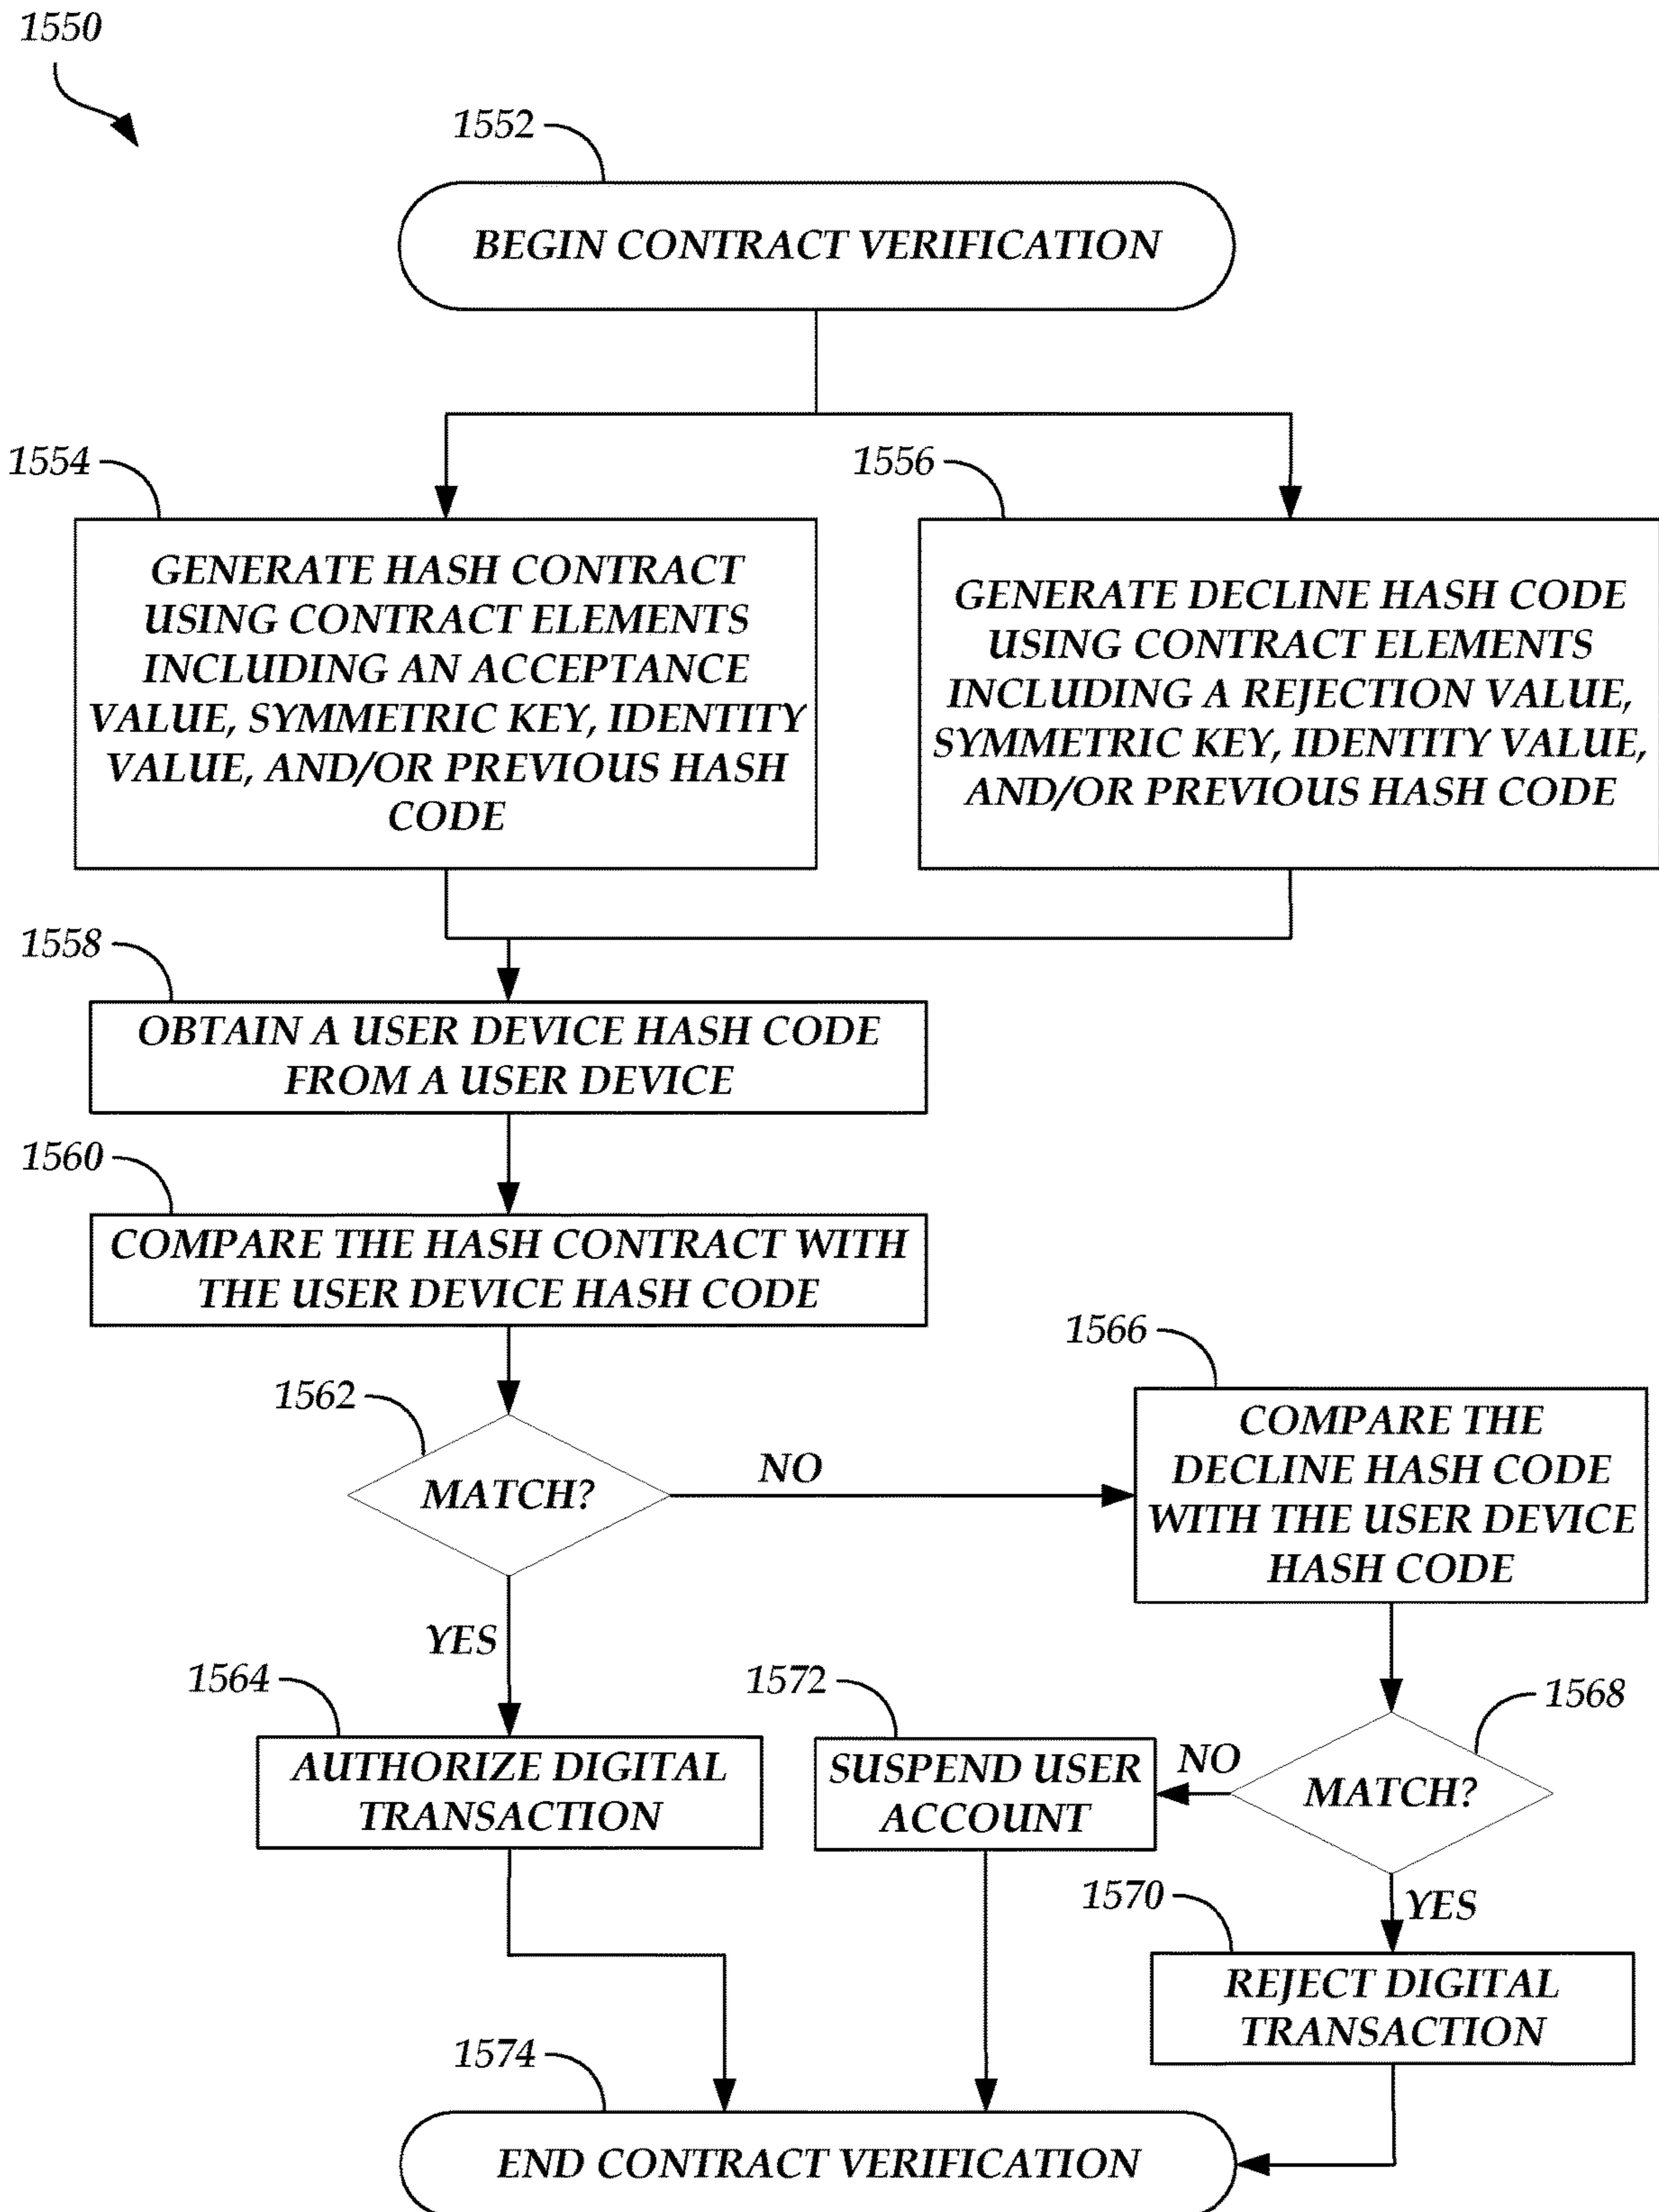 1550
1552
BEGIN CONTRACT VERIFICATION
1554
1556
GENERATE HASH CONTRACT
USING CONTRACT ELEMENTS
INCLUDING AN ACCEPTANCE
VALUE, SYMMETRIC KEY, IDENTITY
VALUE, AND/OR PREVIOUS HASH
CODE
GENERATE DECLINE HASH CODE
USING CONTRACT ELEMENTS
INCLUDING A REJECTION VALUE,
SYMMETRIC KEY, IDENTITY VALUE,
AND/OR PREVIOUS HASH CODE
1558
OBTAIN A USER DEVICE HASH CODE
FROM A USER DEVICE
1560
COMPARE THE HASH CONTRACT WITH
THE USER DEVICE HASH CODE
1562
MATCH?
NO
YES
1566
COMPARE THE
DECLINE HASH CODE
WITH THE USER DEVICE
HASH CODE
1564
AUTHORIZE DIGITAL
TRANSACTION
1572
SUSPEND USER
ACCOUNT
NO
1568
MATCH?
YES
1570
REJECT DIGITAL
TRANSACTION
1574
END CONTRACT VERIFICATION